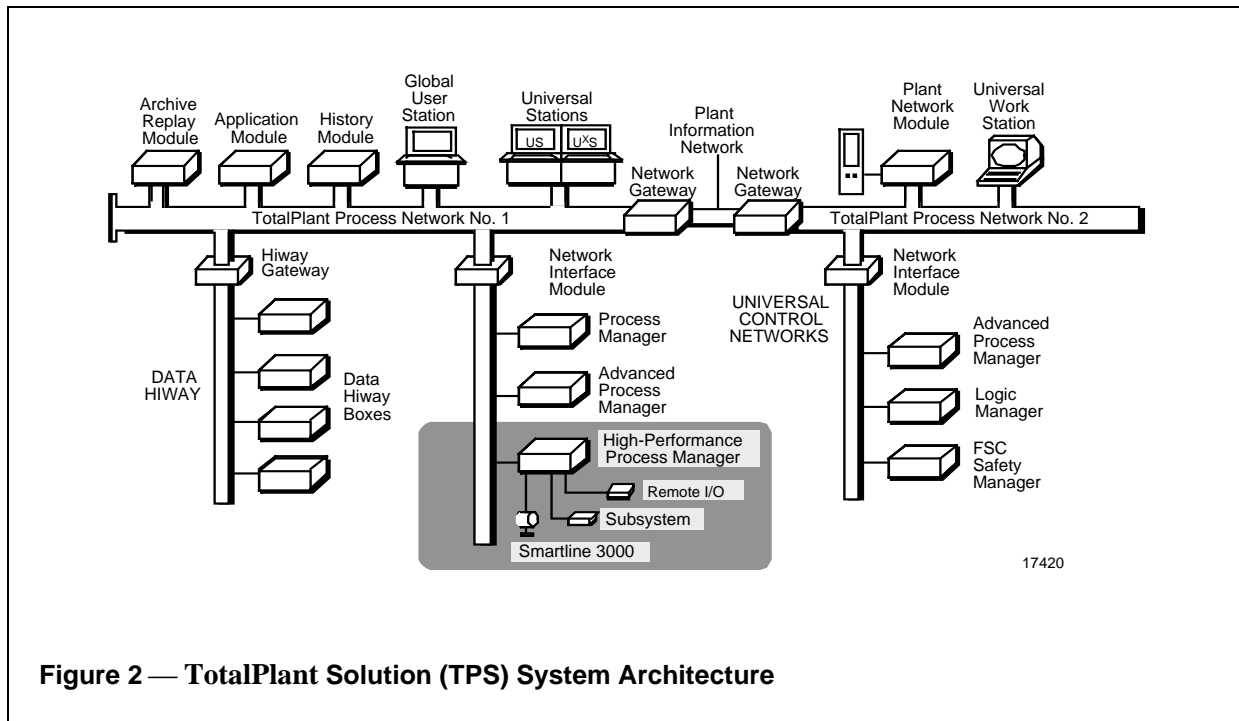 Archive
Replay
Module
Application
Module
History
Module
Global
User
Station
Universal
Stations
US
UXS
Plant
Information
Network
Network
Gateway
Network
Gateway
Plant
Network
Module
Universal
Work
Station
TotalPlant Process Network No. 1
TotalPlant Process Network No. 2
Hiway
Gateway
Network
Interface
Module
Network
Interface
Module
UNIVERSAL
CONTROL
NETWORKS
DATA
HIWAY
Data
Hiway
Boxes
Process
Manager
Advanced
Process
Manager
High-Performance
Process Manager
Remote I/O
Subsystem
Smartline 3000
Advanced
Process
Manager
Logic
Manager
FSC
Safety
Manager
17420
Figure 2 — TotalPlant Solution (TPS) System Architecture